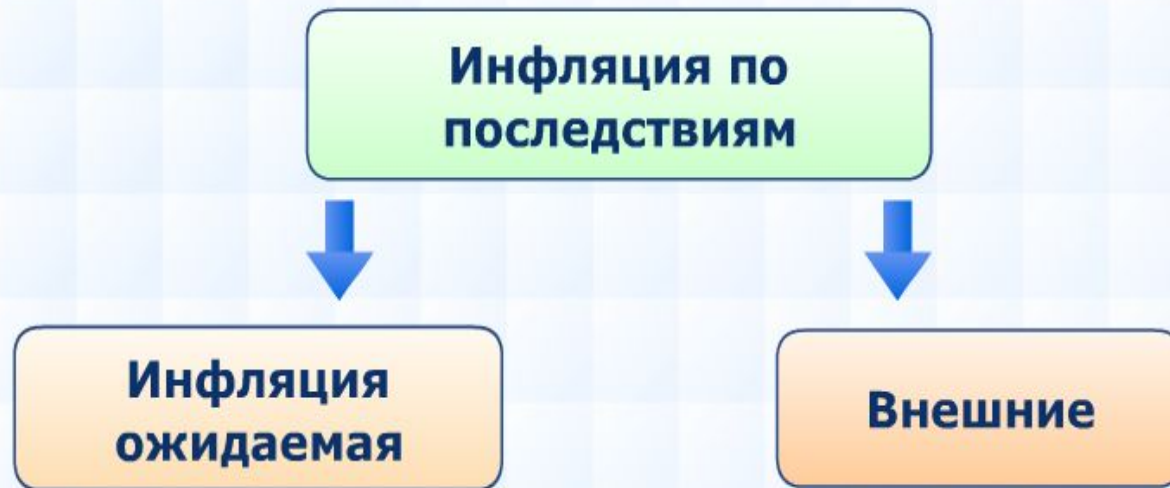 Инфляция по
последствиям
Инфляция
ожидаемая
Внешние